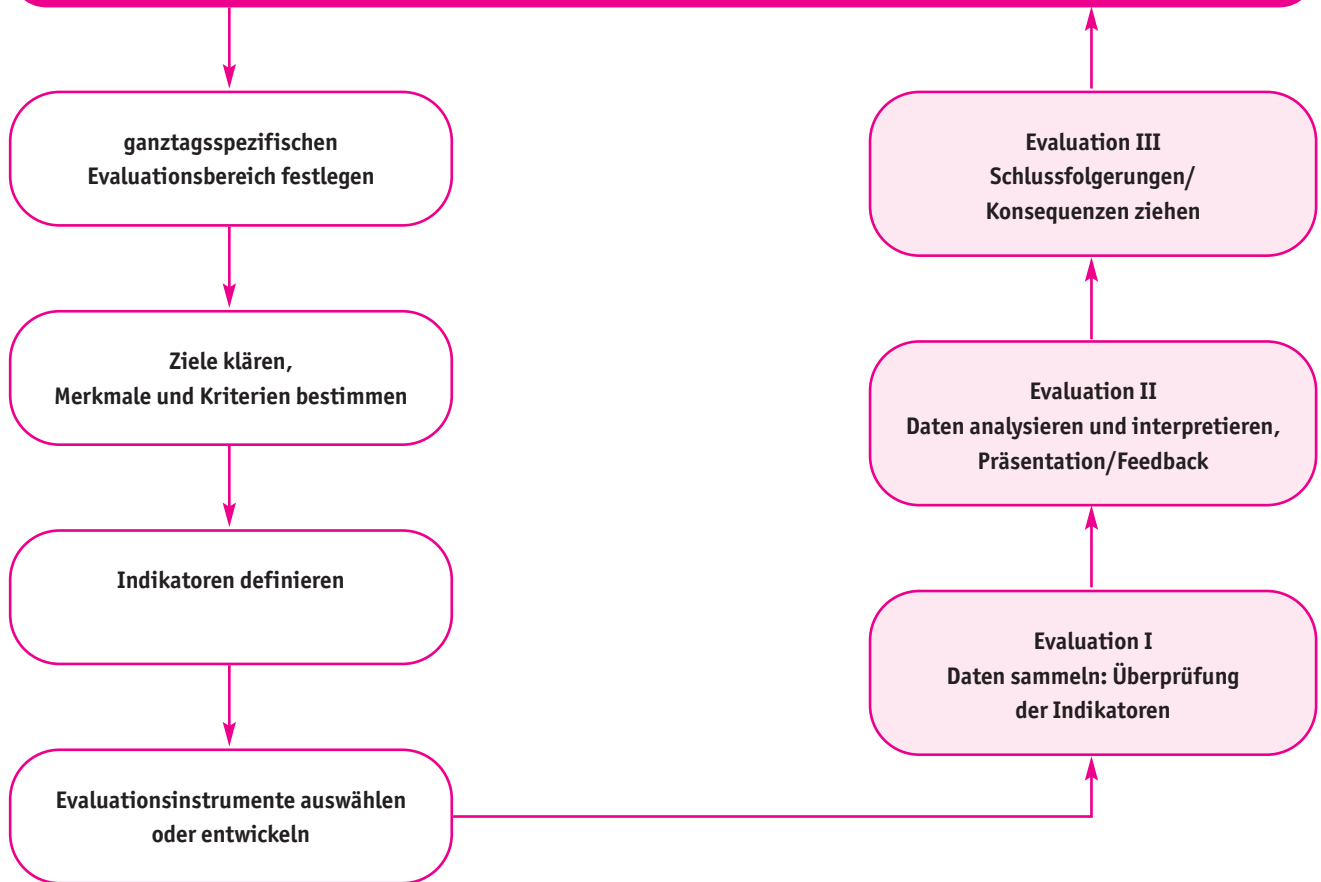 ganztagsspezifischen
Evaluationsbereich festlegen
Ziele klären,
Merkmale und Kriterien bestimmen
Indikatoren definieren
Evaluationsinstrumente auswählen
oder entwickeln
Evaluation I
Daten sammeln: Überprüfung
der Indikatoren
Evaluation II
Daten analysieren und interpretieren,
Präsentation/Feedback
Evaluation III
Schlussfolgerungen/
Konsequenzen ziehen